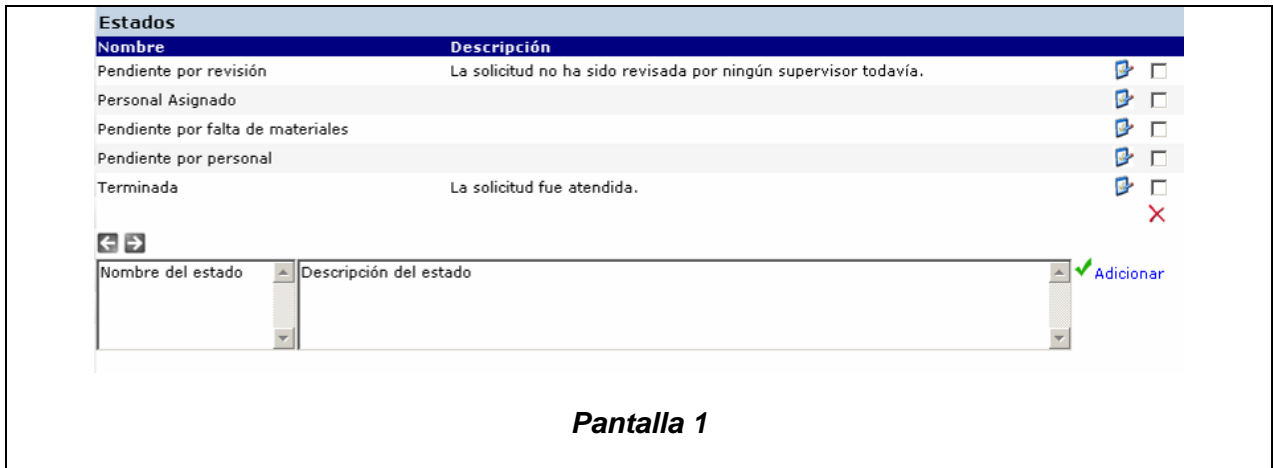 Estados
Nombre Descripción
Pendiente por revisión La solicitud no ha sido revisada por ningún supervisor todavía.
Personal Asignado
Pendiente por falta de materiales
Pendiente por personal
Terminada La solicitud fue atendida.
Nombre del estado Descripción del estado Adicionar
Pantalla 1